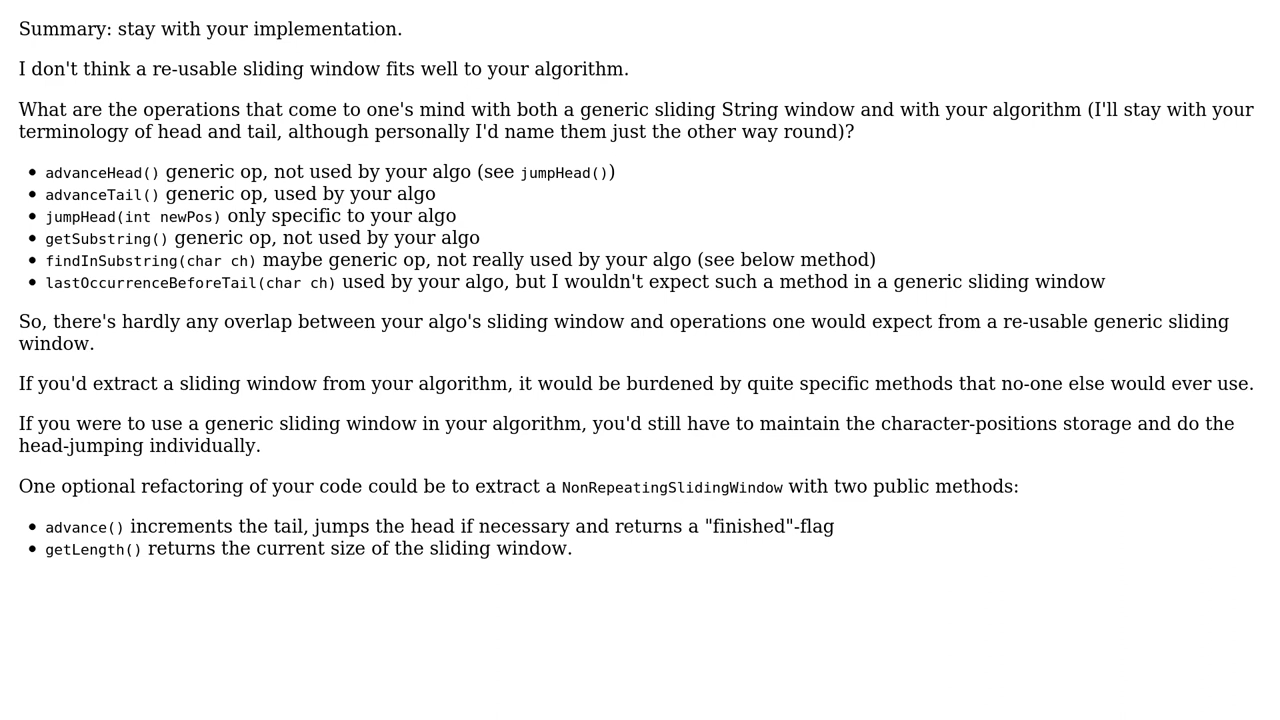 Summary: stay with your implementation.
I don't think a re-usable sliding window fits well to your algorithm.
What are the operations that come to one's mind with both a generic sliding String window and with your algorithm (I'll stay with your
terminology of head and tail, although personally I'd name them just the other way round)?
• advanceHead() generic op, not used by your algo (see jumpHead())
• advanceTail() generic op, used by your algo
• jumpHead(int newPos) only specific to your algo
• getSubstring() generic op, not used by your algo
• findInSubstring(char ch) maybe generic op, not really used by your algo (see below method)
• lastOccurrenceBeforeTail(char ch) used by your algo, but I wouldn't expect such a method in a generic sliding window
So, there's hardly any overlap between your algo's sliding window and operations one would expect from a re-usable generic sliding
window.
If you'd extract a sliding window from your algorithm, it would be burdened by quite specific methods that no-one else would ever use.
If you were to use a generic sliding window in your algorithm, you'd still have to maintain the character-positions storage and do the
head-jumping individually.
One optional refactoring of your code could be to extract a NonRepeatingSlidingWindow with two public methods:
• advance() increments the tail, jumps the head if necessary and returns a "finished"-flag
• getLength() returns the current size of the sliding window.